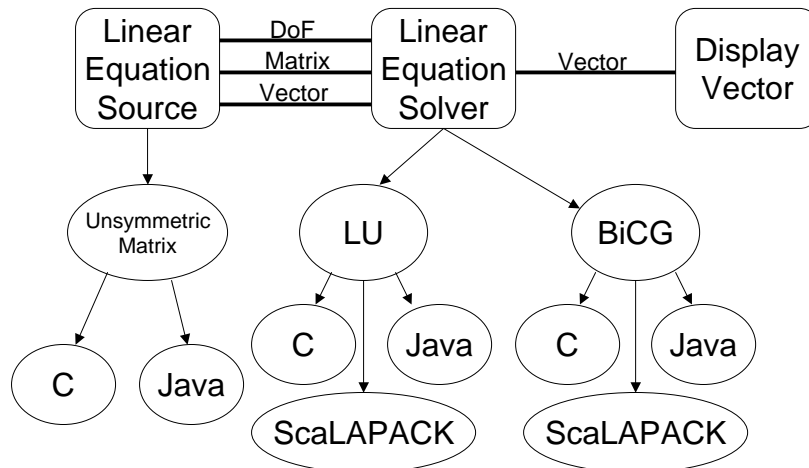 Linear
Equation
Source
DoF
Matrix
Vector
Linear
Equation
Solver
Vector
Display
Vector
Unsymmetric
Matrix
LU
BiCG
C
Java
C
Java
C
Java
ScaLAPACK
ScaLAPACK